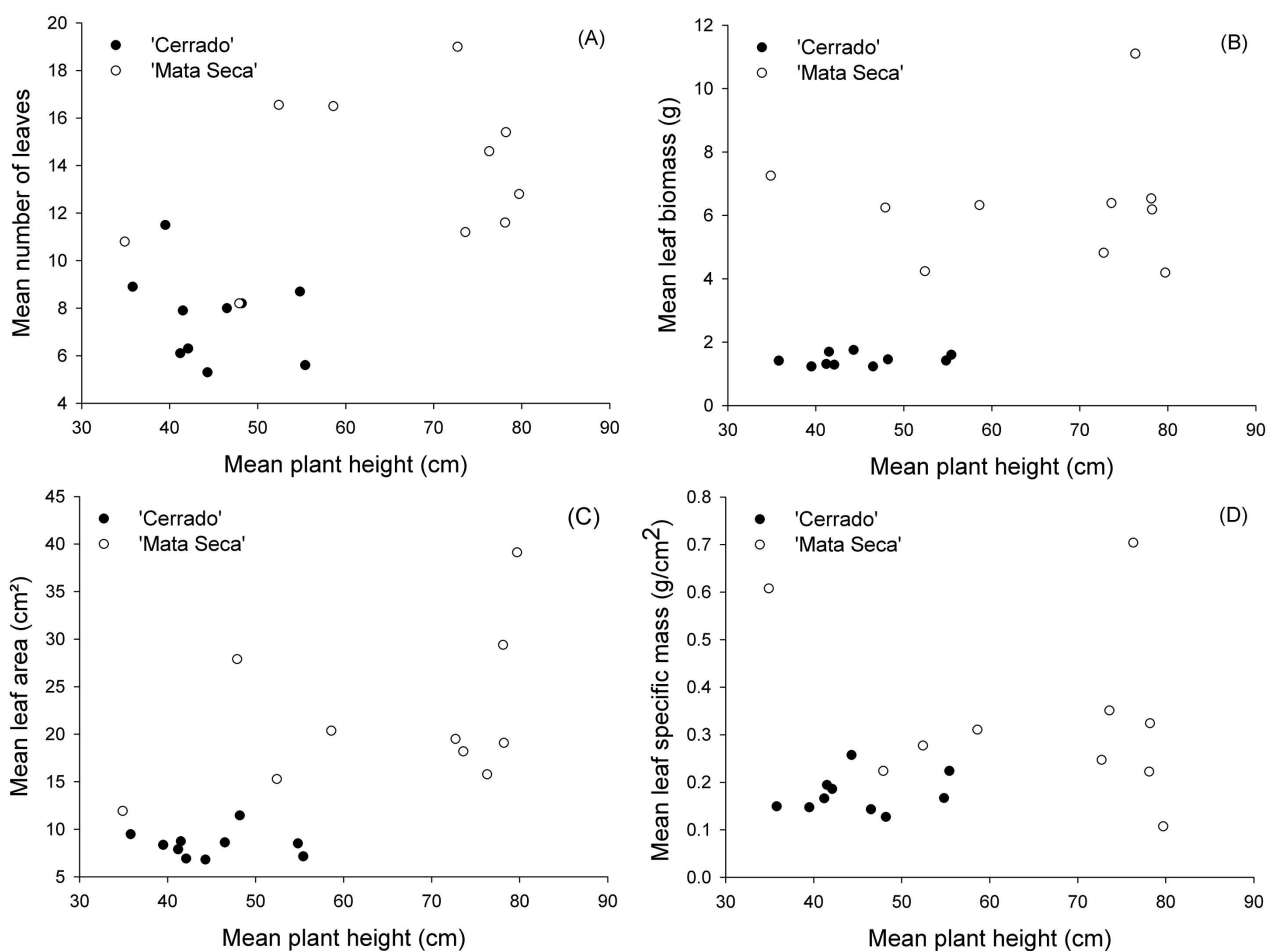 (A)
'Cerrado'
'Mata Seca'
Mean number of leaves
20
18
16
14
12
10
8
6
4
30 40 50 60 70 80 90
Mean plant height (cm)
(B)
'Cerrado'
'Mata Seca'
Mean leaf biomass (g)
12
10
8
6
4
2
0
30 40 50 60 70 80 90
Mean plant height (cm)
(C)
'Cerrado'
'Mata Seca'
Mean leaf area (cm²)
45
40
35
30
25
20
15
10
5
30 40 50 60 70 80 90
Mean plant height (cm)
(D)
'Cerrado'
'Mata Seca'
Mean leaf specific mass (g/cm²)
0.8
0.7
0.6
0.5
0.4
0.3
0.2
0.1
0.0
30 40 50 60 70 80 90
Mean plant height (cm)